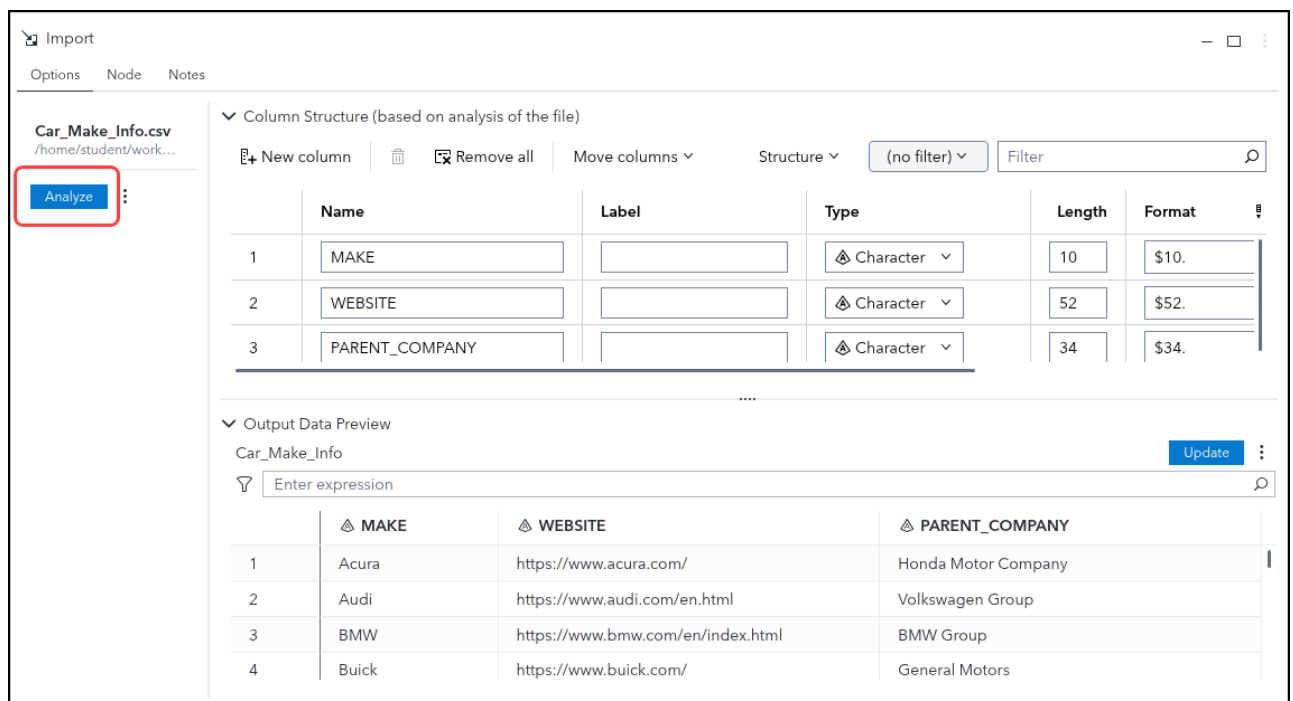 Import
Options Node Notes
Car_Make_Info.csv
/home/student/work...
Analyze
Column Structure (based on analysis of the file)
New column Remove all Move columns Structure (no filter) Filter
Name Label Type Length Format
1 MAKE Character 10 $10.
2 WEBSITE Character 52 $52.
3 PARENT_COMPANY Character 34 $34.
Output Data Preview
Car_Make_Info Update
Enter expression
MAKE WEBSITE PARENT_COMPANY
1 Acura https://www.acura.com/ Honda Motor Company
2 Audi https://www.audi.com/en.html Volkswagen Group
3 BMW https://www.bmw.com/en/index.html BMW Group
4 Buick https://www.buick.com/ General Motors